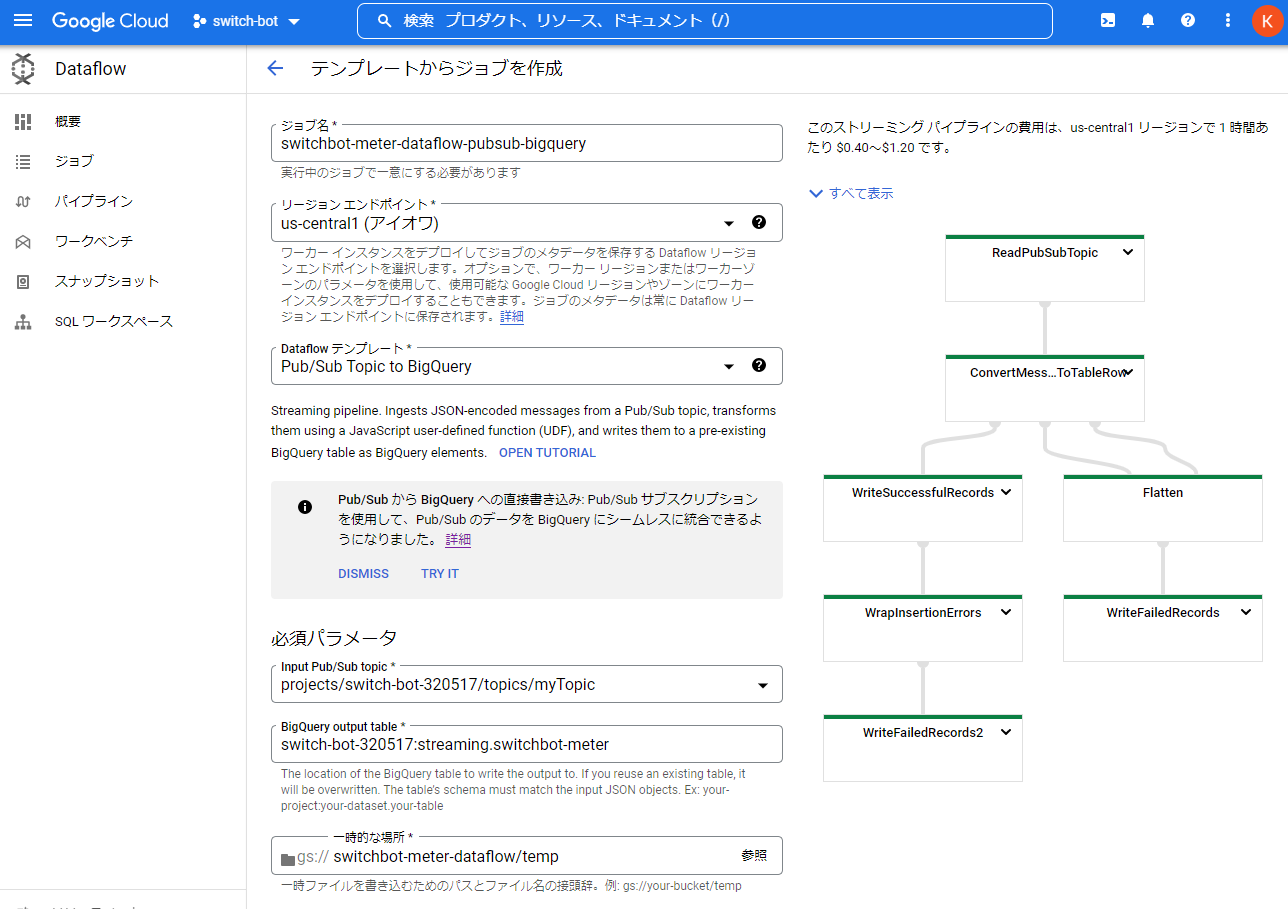 Google Cloud
switch-bot
検索 プロダクト、リソース、ドキュメント (/)
K
Dataflow
テンプレートからジョブを作成
概要
ジョブ
パイプライン
ワークベンチ
スナップショット
SQL ワークスペース
ジョブ名 *
switchbot-meter-dataflow-pubsub-bigquery
実行中のジョブで一意にする必要があります
リージョン エンドポイント *
us-central1 (アイオワ)
ワーカー インスタンスをデプロイしてジョブのメタデータを保存する Dataflow リージョ
ン エンドポイントを選択します。オプションで、ワーカー リージョンまたはワーカーゾ
ーンのパラメータを使用して、使用可能な Google Cloud リージョンやゾーンにワーカー
インスタンスをデプロイすることもできます。ジョブのメタデータは常に Dataflow リー
ジョン エンドポイントに保存されます。詳細
Dataflow テンプレート *
Pub/Sub Topic to BigQuery
Streaming pipeline. Ingests JSON-encoded messages from a Pub/Sub topic, transforms
them using a JavaScript user-defined function (UDF), and writes them to a pre-existing
BigQuery table as BigQuery elements. OPEN TUTORIAL
Pub/Sub から BigQuery への直接書き込み: Pub/Sub サブスクリプション
を使用して、Pub/Sub のデータを BigQuery にシームレスに統合できるよ
うになりました。 詳細
DISMISS TRY IT
必須パラメータ
Input Pub/Sub topic *
projects/switch-bot-320517/topics/myTopic
BigQuery output table *
switch-bot-320517:streaming.switchbot-meter
The location of the BigQuery table to write the output to. If you reuse an existing table, it
will be overwritten. The table's schema must match the input JSON objects. Ex: your-
project:your-dataset.your-table
一時的な場所 *
gs:// switchbot-meter-dataflow/temp
参照
一時ファイルを書き込むためのパスとファイル名の接頭辞。例: gs://your-bucket/temp
このストリーミング パイプラインの費用は、us-central1 リージョンで 1 時間あ
たり $0.40～$1.20 です。
すべて表示
ReadPubSubTopic
ConvertMess...ToTableRow
WriteSuccessfulRecords
Flatten
WrapInsertionErrors
WriteFailedRecords
WriteFailedRecords2